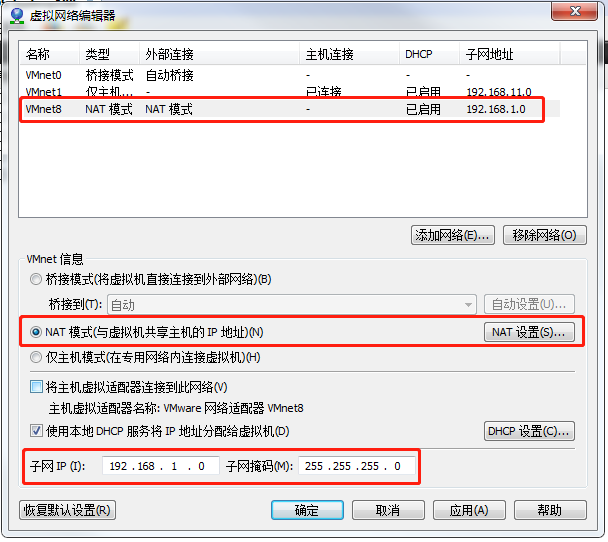 虚拟网络编辑器
名称 类型 外部连接 主机连接 DHCP 子网地址
VMnet0 桥接模式 自动桥接 - - -
VMnet1 仅主机... - 已连接 已启用 192.168.11.0
VMnet8 NAT 模式 NAT 模式 - 已启用 192.168.1.0
添加网络(E)... 移除网络(O)
VMnet 信息
桥接模式(将虚拟机直接连接到外部网络)(B)
桥接到(T): 自动 自动设置(U)...
NAT 模式(与虚拟机共享主机的 IP 地址)(N) NAT 设置(S)...
仅主机模式(在专用网络内连接虚拟机)(H)
将主机虚拟适配器连接到此网络(V)
主机虚拟适配器名称: VMware 网络适配器 VMnet8
使用本地 DHCP 服务将 IP 地址分配给虚拟机(D) DHCP 设置(C)...
子网 IP (I): 192 . 168 . 1 . 0 子网掩码(M): 255 . 255 . 255 . 0
恢复默认设置(R) 确定 取消 应用(A) 帮助